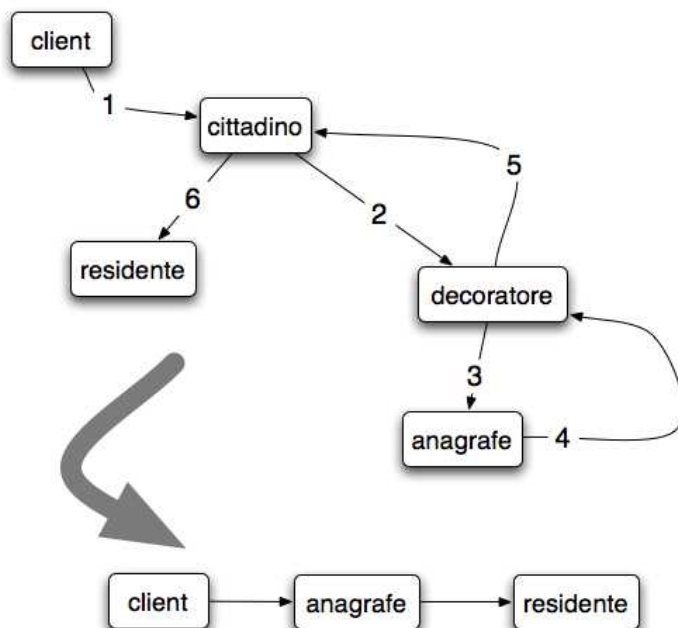 client
1
cittadino
5
6
2
residente
decoratore
3
anagrafe
4
client
anagrafe
residente